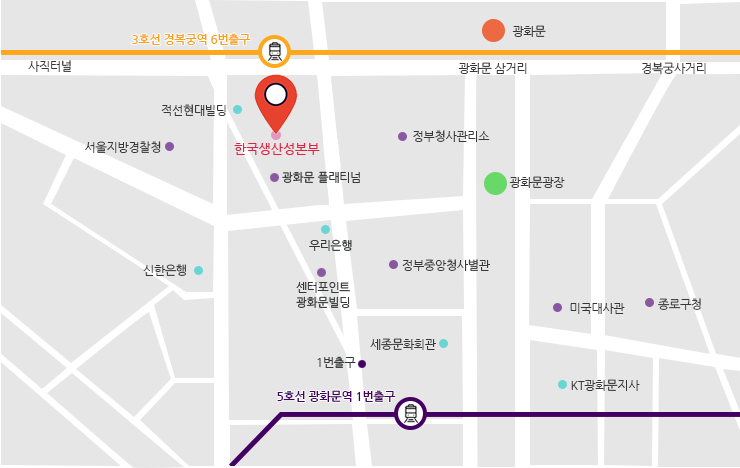 광화문
3호선 경복궁역 6번출구
사직터널
광화문 삼거리
경복궁사거리
적선현대빌딩
정부청사관리소
서울지방경찰청
한국생산성본부
광화문 플래티넘
광화문광장
우리은행
정부중앙청사별관
신한은행
센터포인트
광화문빌딩
미국대사관
종로구청
세종문화회관
1번출구
KT광화문지사
5호선 광화문역 1번출구